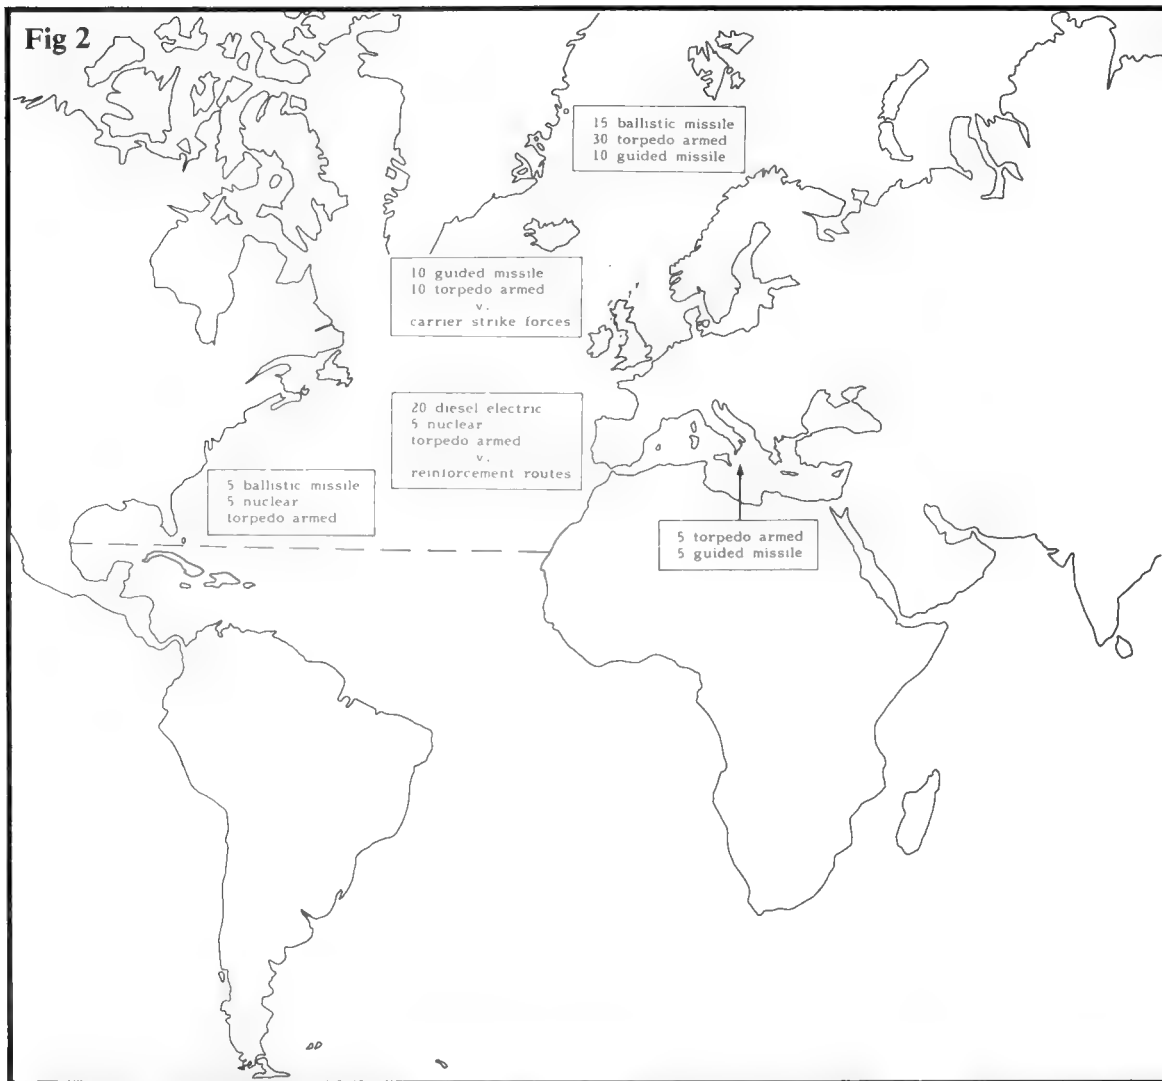 Fig 2
15 ballistic missile
30 torpedo armed
10 guided missile
10 guided missile
10 torpedo armed
v.
carrier strike forces
20 diesel electric
5 nuclear
torpedo armed
v.
reinforcement routes
5 ballistic missile
5 nuclear
torpedo armed
5 torpedo armed
5 guided missile